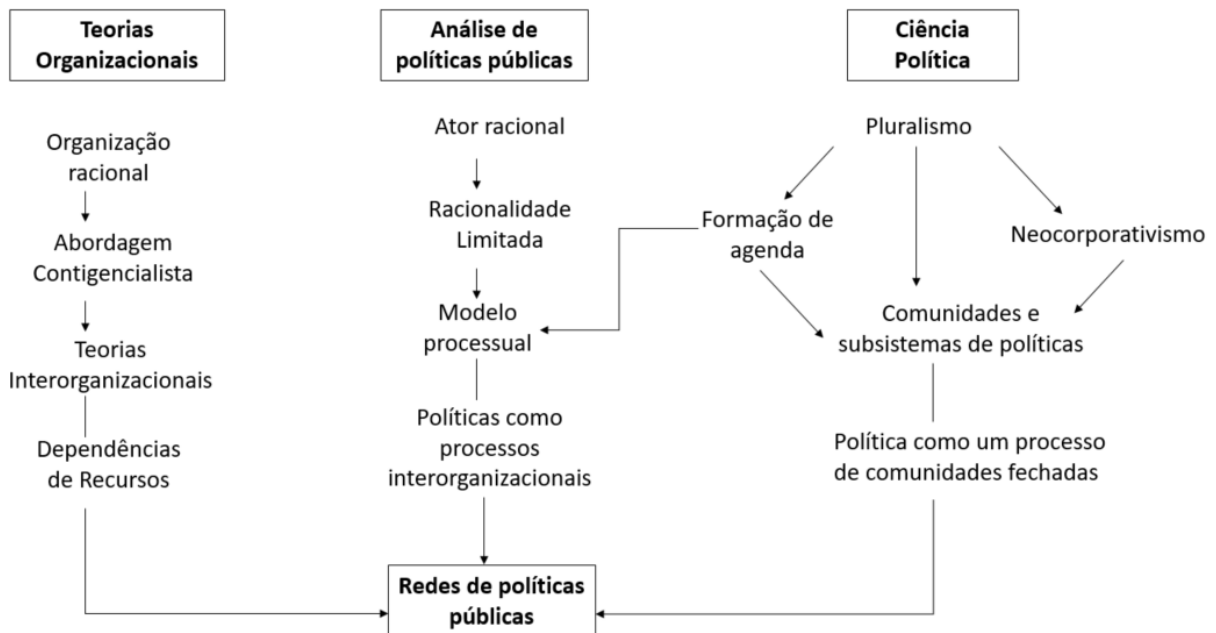 Teorias
Organizacionais
Organização
racional
Abordagem
Contigencialista
Teorias
Interorganizacionais
Dependências
de Recursos
Análise de
políticas públicas
Ator racional
Racionalidade
Limitada
Modelo
processual
Políticas como
processos
interorganizacionais
Ciência
Política
Pluralismo
Formação de
agenda
Neocorporativismo
Comunidades e
subsistemas de políticas
Política como um processo
de comunidades fechadas
Redes de políticas
públicas